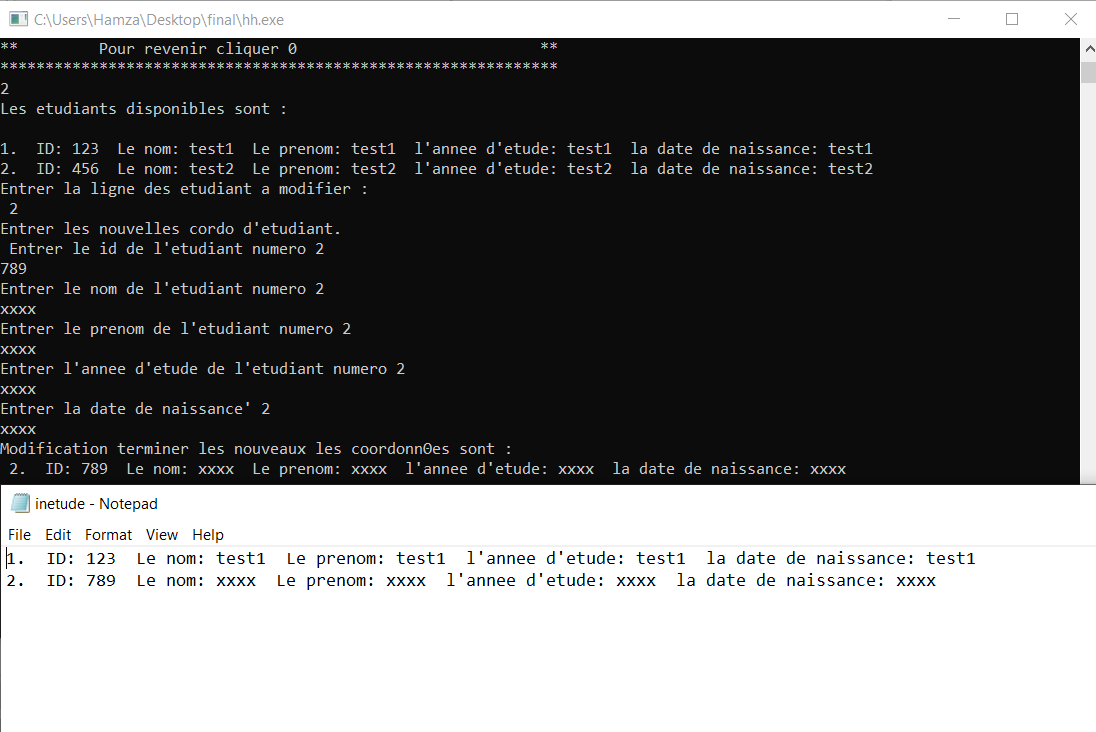 C:\Users\Hamza\Desktop\final\hh.exe
** Pour revenir cliquer 0 **
**************************************************************
2
Les etudiants disponibles sont :
1. ID: 123 Le nom: test1 Le prenom: test1 l'annee d'etude: test1 la date de naissance: test1
2. ID: 456 Le nom: test2 Le prenom: test2 l'annee d'etude: test2 la date de naissance: test2
Entrer la ligne des etudiant a modifier :
2
Entrer les nouvelles cordo d'etudiant.
Entrer le id de l'etudiant numero 2
789
Entrer le nom de l'etudiant numero 2
xxxx
Entrer le prenom de l'etudiant numero 2
xxxx
Entrer l'annee d'etude de l'etudiant numero 2
xxxx
Entrer la date de naissance' 2
xxxx
Modification terminer les nouveaux les coordonnΘes sont :
2. ID: 789 Le nom: xxxx Le prenom: xxxx l'annee d'etude: xxxx la date de naissance: xxxx
inetude - Notepad
File Edit Format View Help
1. ID: 123 Le nom: test1 Le prenom: test1 l'annee d'etude: test1 la date de naissance: test1
2. ID: 789 Le nom: xxxx Le prenom: xxxx l'annee d'etude: xxxx la date de naissance: xxxx